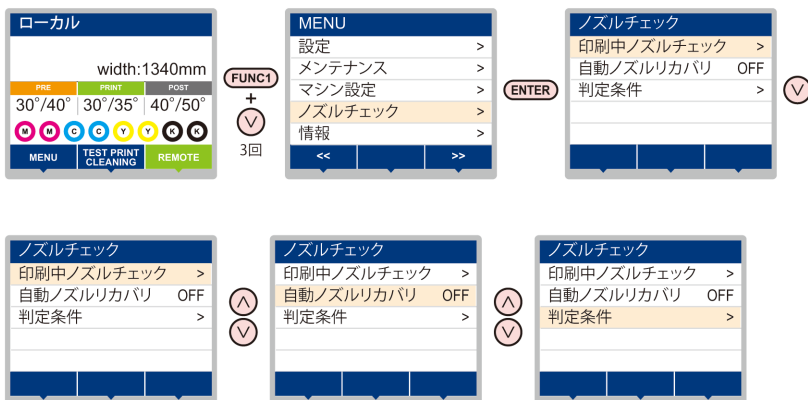 ローカル
width:1340mm
PRE PRINT POST
30°/40° 30°/35° 40°/50°
M M C C Y Y K K
MENU TEST PRINT CLEANING REMOTE
FUNC1
+
3回
MENU
設定 >
メンテナンス >
マシン設定 >
ノズルチェック >
情報 >
<< >>
ENTER
ノズルチェック
印刷中ノズルチェック >
自動ノズルリカバリ OFF
判定条件 >
ノズルチェック
印刷中ノズルチェック >
自動ノズルリカバリ OFF
判定条件 >
ノズルチェック
印刷中ノズルチェック >
自動ノズルリカバリ OFF
判定条件 >
ノズルチェック
印刷中ノズルチェック >
自動ノズルリカバリ OFF
判定条件 >